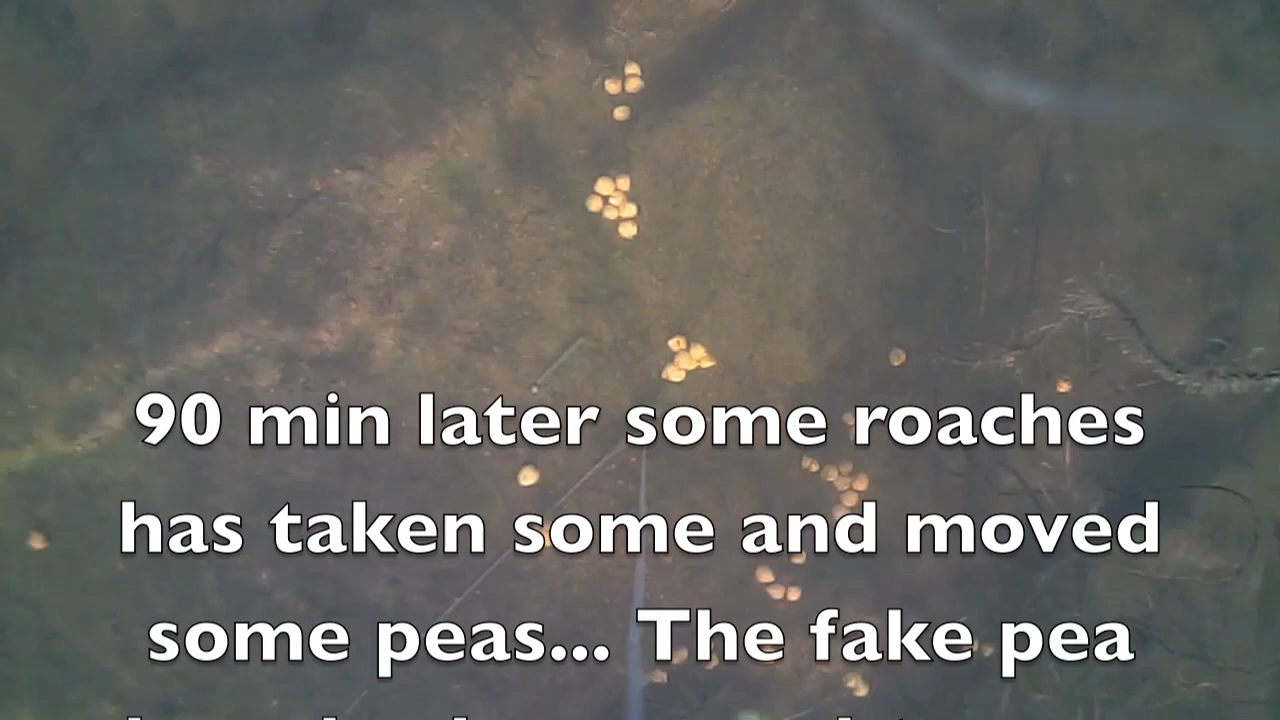 90 min later some roaches
has taken some and moved
some peas... The fake pea